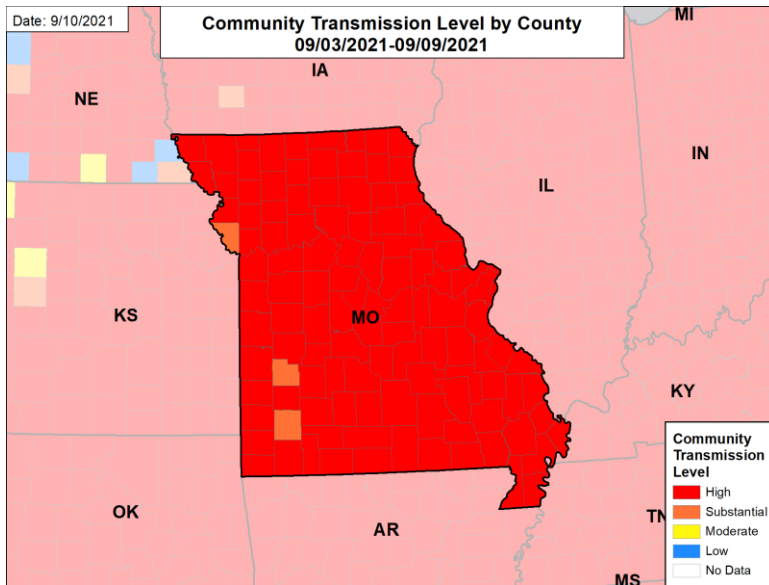 Date: 9/10/2021
Community Transmission Level by County
09/03/2021-09/09/2021
MI
IA
NE
IN
IL
KS
MO
KY
OK
AR
TN
MS
Community
Transmission
Level
High
Substantial
Moderate
Low
No Data